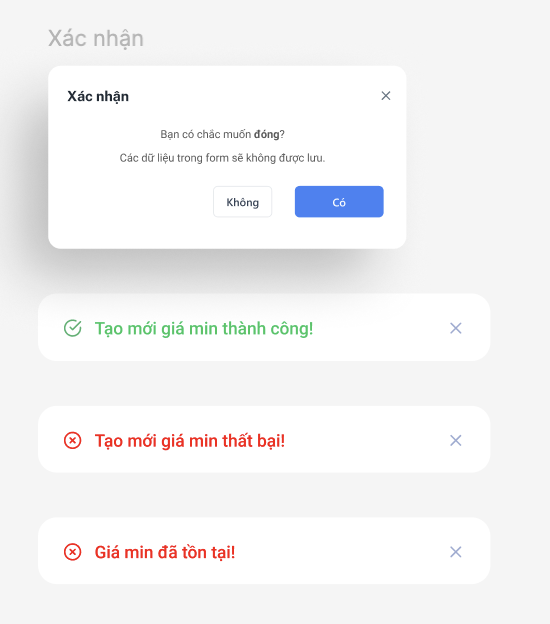 Xác nhận
Xác nhận
Bạn có chắc muốn đóng?
Các dữ liệu trong form sẽ không được lưu.
Không
Có
Tạo mới giá min thành công!
Tạo mới giá min thất bại!
Giá min đã tồn tại!